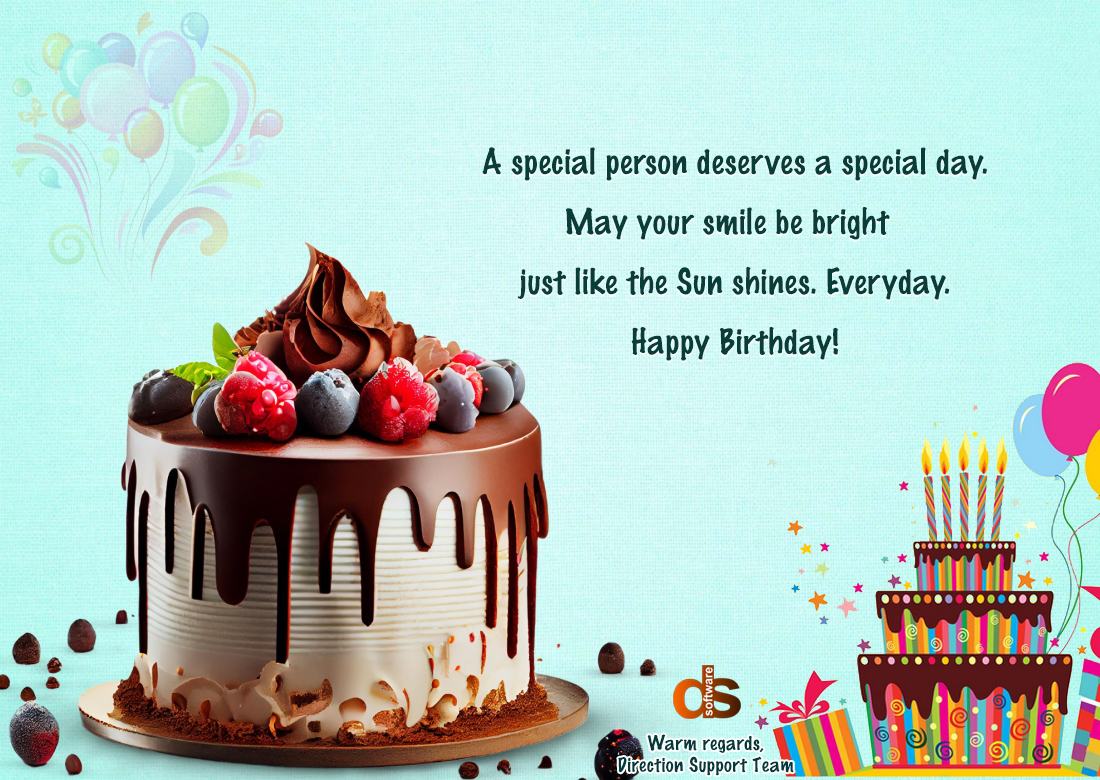 A special person deserves a special day.
May your smile be bright
just like the Sun shines. Everyday.
Happy Birthday!
ds
software
Warm regards,
Direction Support Team